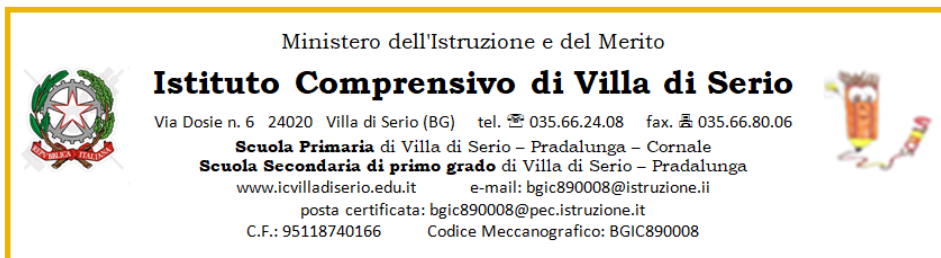 Ministero dell'Istruzione e del Merito
Istituto Comprensivo di Villa di Serio
Via Dosie n. 6 24020 Villa di Serio (BG) tel. ☎ 035.66.24.08 fax. 🖷 035.66.80.06
Scuola Primaria di Villa di Serio – Pradalunga – Cornale
Scuola Secondaria di primo grado di Villa di Serio – Pradalunga
www.icvilladiserio.edu.it e-mail: bgic890008@istruzione.ii
posta certificata: bgic890008@pec.istruzione.it
C.F.: 95118740166 Codice Meccanografico: BGIC890008
REPVBBLICA ITALIANA